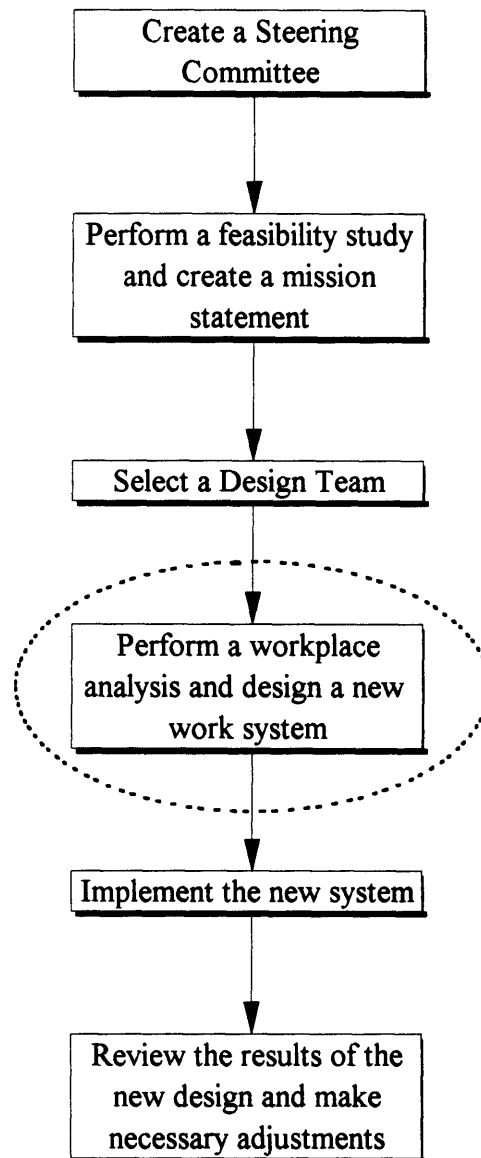 Create a Steering
Committee
Perform a feasibility study
and create a mission
statement
Select a Design Team
Perform a workplace
analysis and design a new
work system
Implement the new system
Review the results of the
new design and make
necessary adjustments